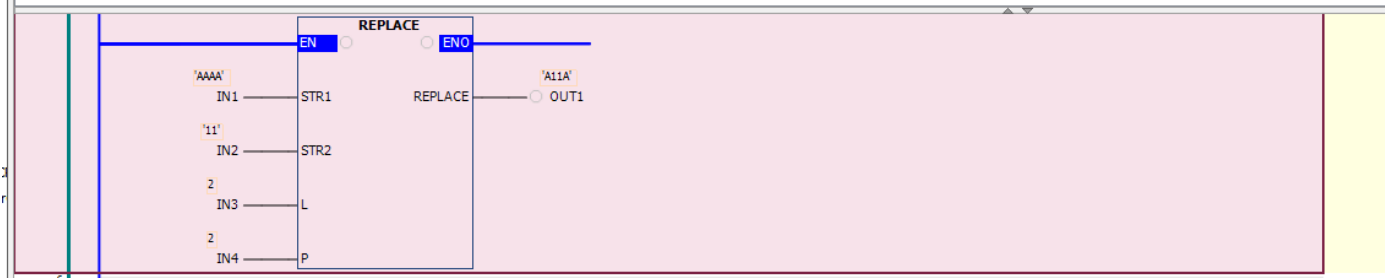 REPLACE
EN ENO
'AAAA' 'A11A'
IN1 STR1 REPLACE OUT1
'11'
IN2 STR2
2
IN3 L
2
IN4 P